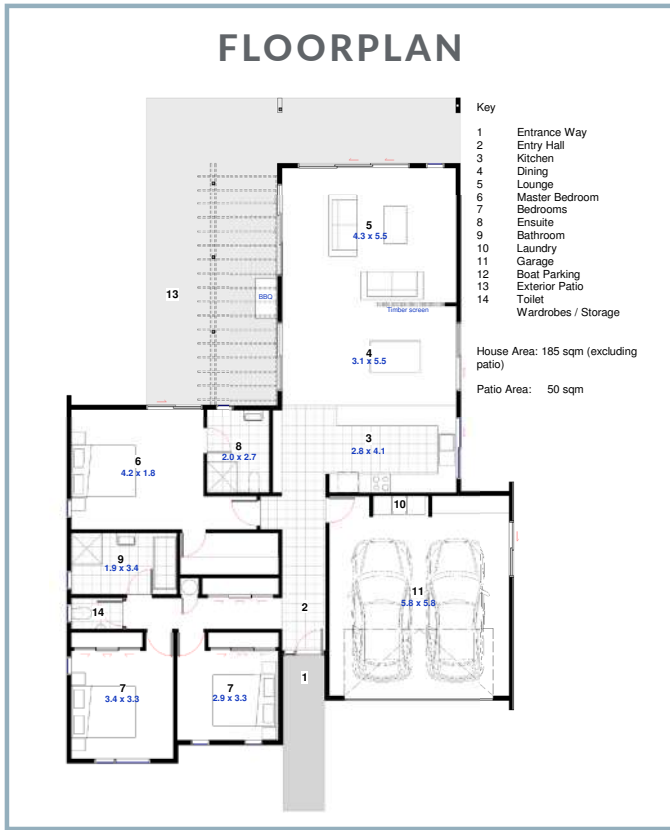 FLOORPLAN
Key
1 Entrance Way
2 Entry Hall
3 Kitchen
4 Dining
5 Lounge
6 Master Bedroom
7 Bedrooms
8 Ensuite
9 Bathroom
10 Laundry
11 Garage
12 Boat Parking
13 Exterior Patio
14 Toilet
Wardrobes / Storage
House Area: 185 sqm (excluding
patio)
Patio Area: 50 sqm
5
4.3 x 5.5
13
BBQ
Timber screen
4
3.1 x 5.5
3
2.8 x 4.1
8
2.0 x 2.7
6
4.2 x 1.8
10
9
1.9 x 3.4
11
5.8 x 5.8
14
2
1
7
3.4 x 3.3
7
2.9 x 3.3